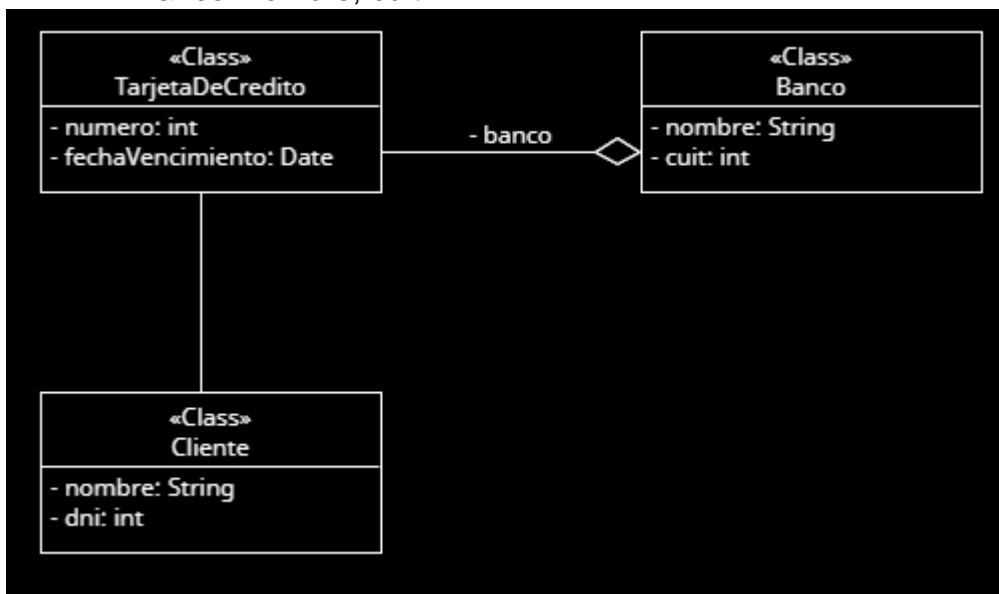 «Class»
TarjetaDeCredito
- numero: int
- fechaVencimiento: Date
- banco
«Class»
Banco
- nombre: String
- cuit: int
«Class»
Cliente
- nombre: String
- dni: int